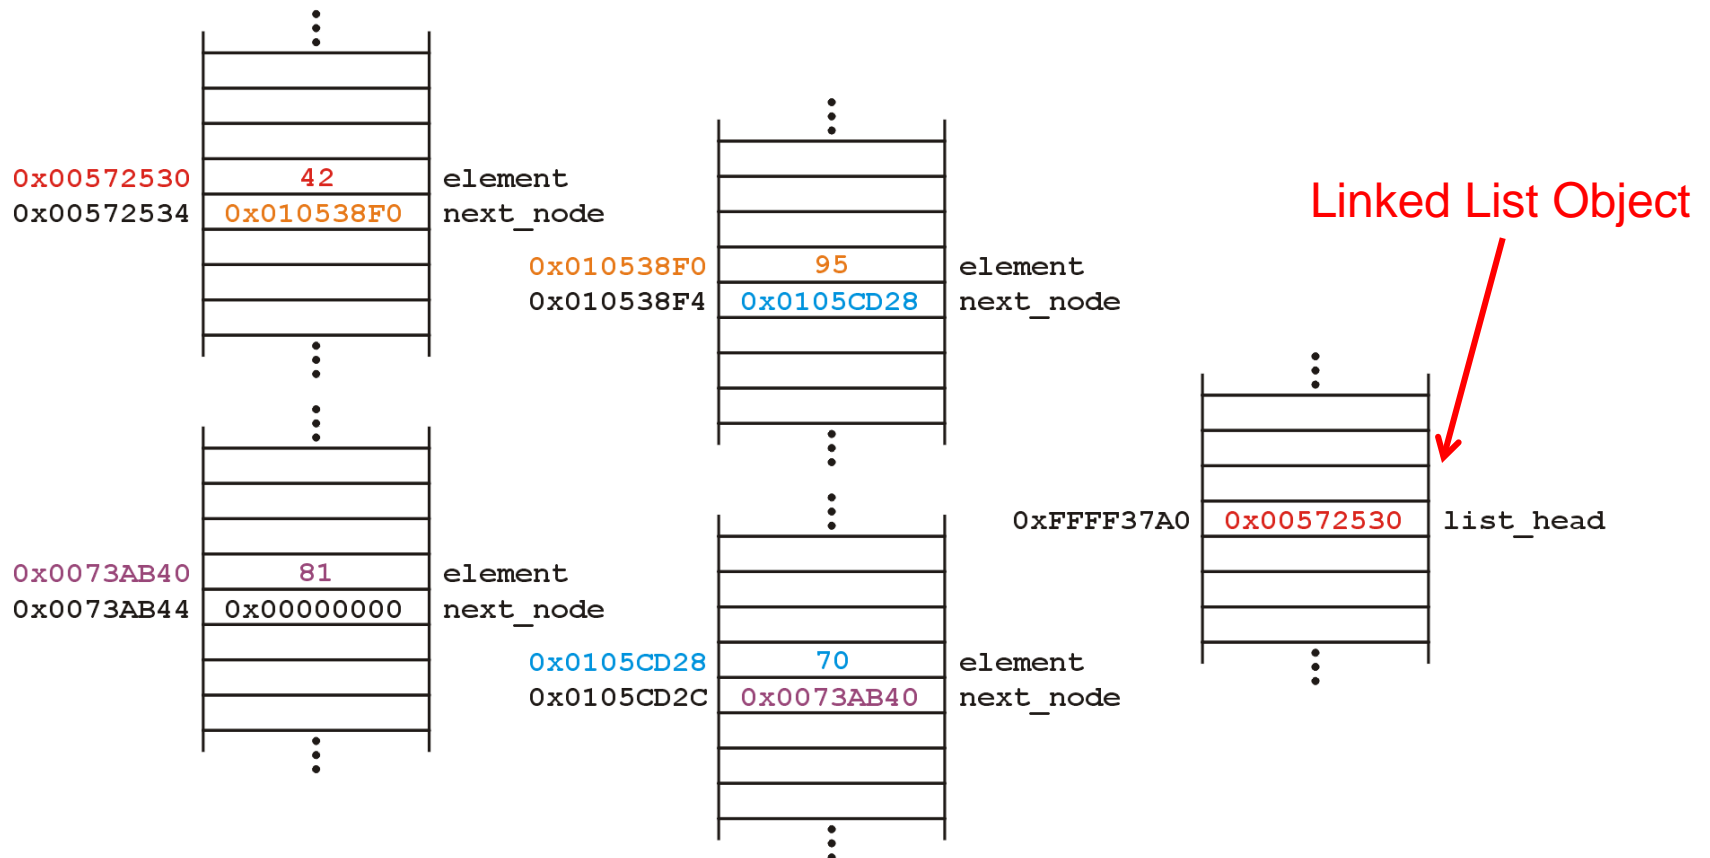 0x00572530 42 element
0x00572534 0x010538F0 next_node
0x010538F0 95 element
0x010538F4 0x0105CD28 next_node
Linked List Object
0xFFFF37A0 0x00572530 list_head
0x0073AB40 81 element
0x0073AB44 0x00000000 next_node
0x0105CD28 70 element
0x0105CD2C 0x0073AB40 next_node